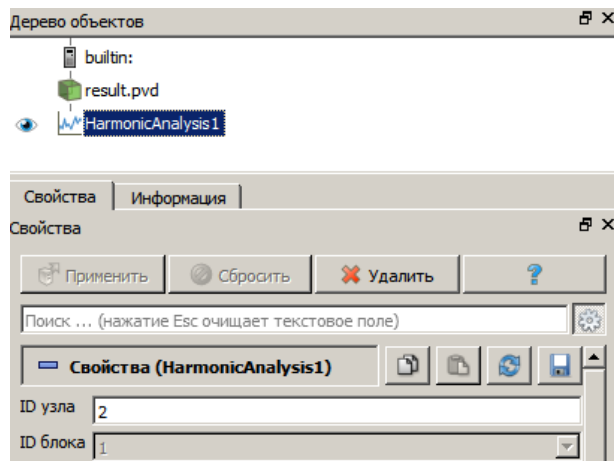 Дерево объектов
builtin:
result.pvd
HarmonicAnalysis1
Свойства Информация
Свойства
Применить Сбросить Удалить ?
Поиск ... (нажатие Esc очищает текстовое поле)
Свойства (HarmonicAnalysis1)
ID узла 2
ID блока 1